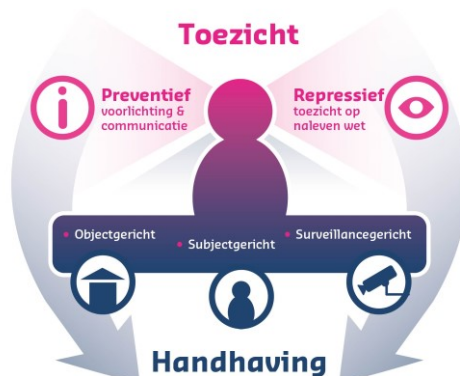 Toezicht
Preventief
voorlichting &
communicatie
Repressief
toezicht op
naleven wet
• Objectgericht
• Subjectgericht
• Surveillancegericht
Handhaving